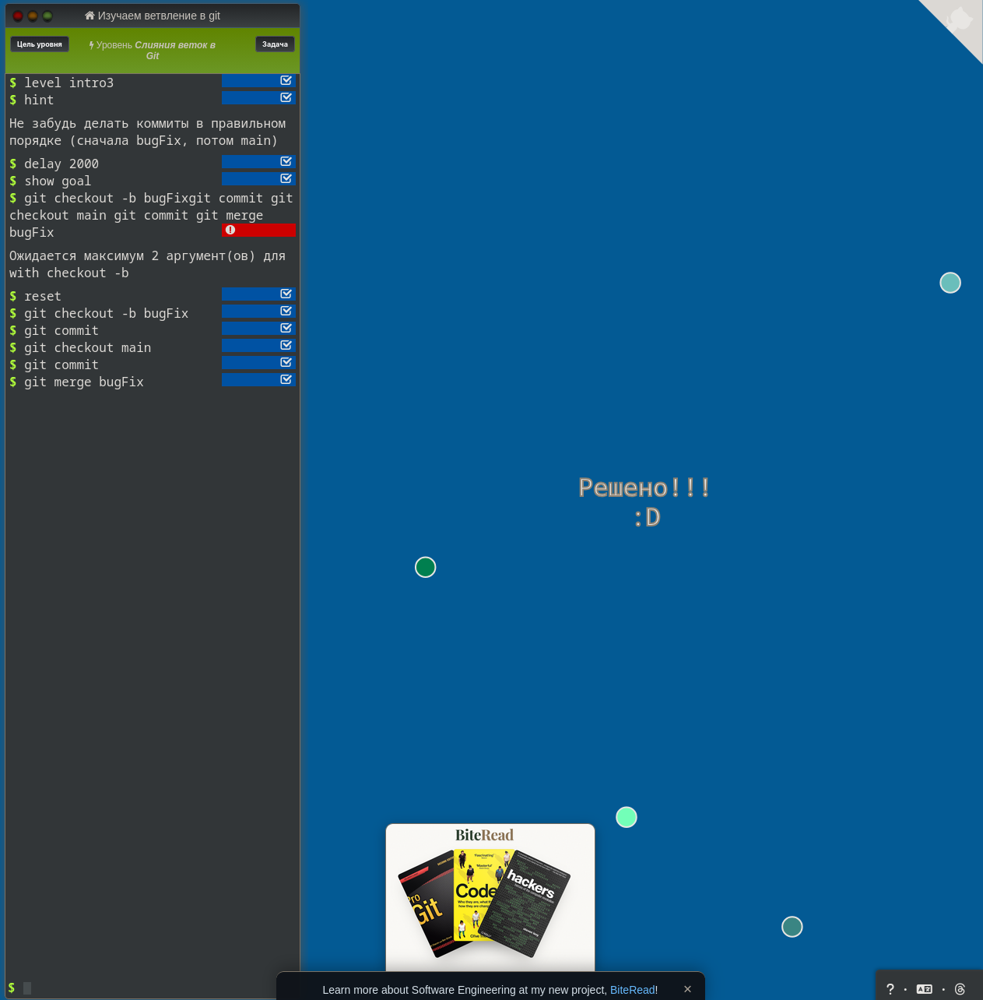 Изучаем ветвление в git
Цель уровня
Уровень Слияния веток в
Git
Задача
$ level intro3
$ hint
Не забудь делать коммиты в правильном
порядке (сначала bugFix, потом main)
$ delay 2000
$ show goal
$ git checkout -b bugFixgit commit git
checkout main git commit git merge
bugFix
Ожидается максимум 2 аргумент(ов) для
with checkout -b
$ reset
$ git checkout -b bugFix
$ git commit
$ git checkout main
$ git commit
$ git merge bugFix
$
Решено!!!
:D
BiteRead
Pro
Git
"Fascinating"
"Masterful"
Code
hackers
Learn more about Software Engineering at my new project, BiteRead!
×
? · ·